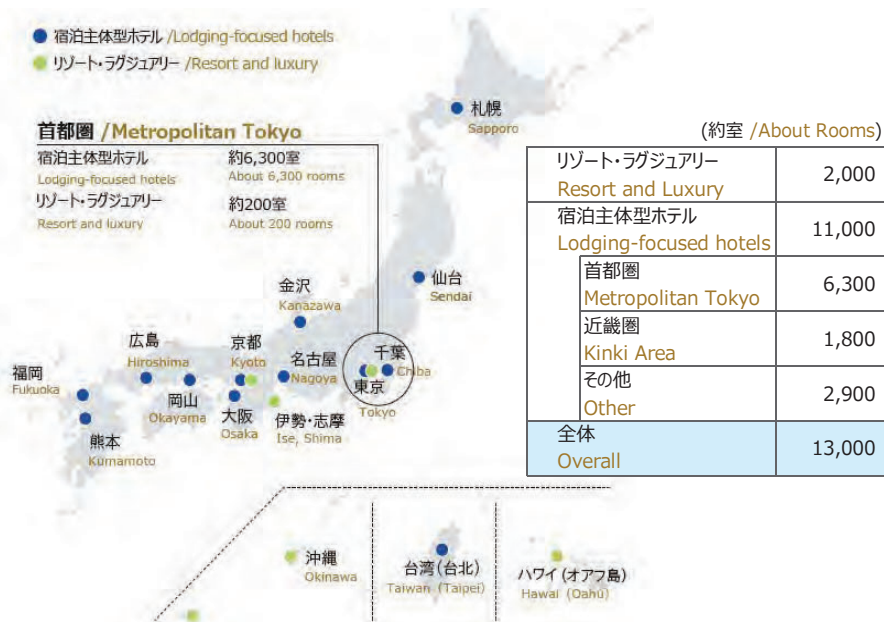 宿泊主体型ホテル /Lodging-focused hotels
リゾート・ラグジュアリー /Resort and luxury
首都圏 /Metropolitan Tokyo
宿泊主体型ホテル 約6,300室
Lodging-focused hotels About 6,300 rooms
リゾート・ラグジュアリー 約200室
Resort and luxury About 200 rooms
札幌
Sapporo
仙台
Sendai
金沢
Kanazawa
広島
Hiroshima
京都
Kyoto
名古屋
Nagoya
千葉
Chiba
東京
Tokyo
福岡
Fukuoka
岡山
Okayama
大阪
Osaka
伊勢・志摩
Ise, Shima
熊本
Kumamoto
沖縄
Okinawa
台湾(台北)
Taiwan (Taipei)
ハワイ (オアフ島)
Hawai (Oahu)
(約室 /About Rooms)
リゾート・ラグジュアリー
Resort and Luxury 2,000
宿泊主体型ホテル
Lodging-focused hotels 11,000
首都圏
Metropolitan Tokyo 6,300
近畿圏
Kinki Area 1,800
その他
Other 2,900
全体
Overall 13,000